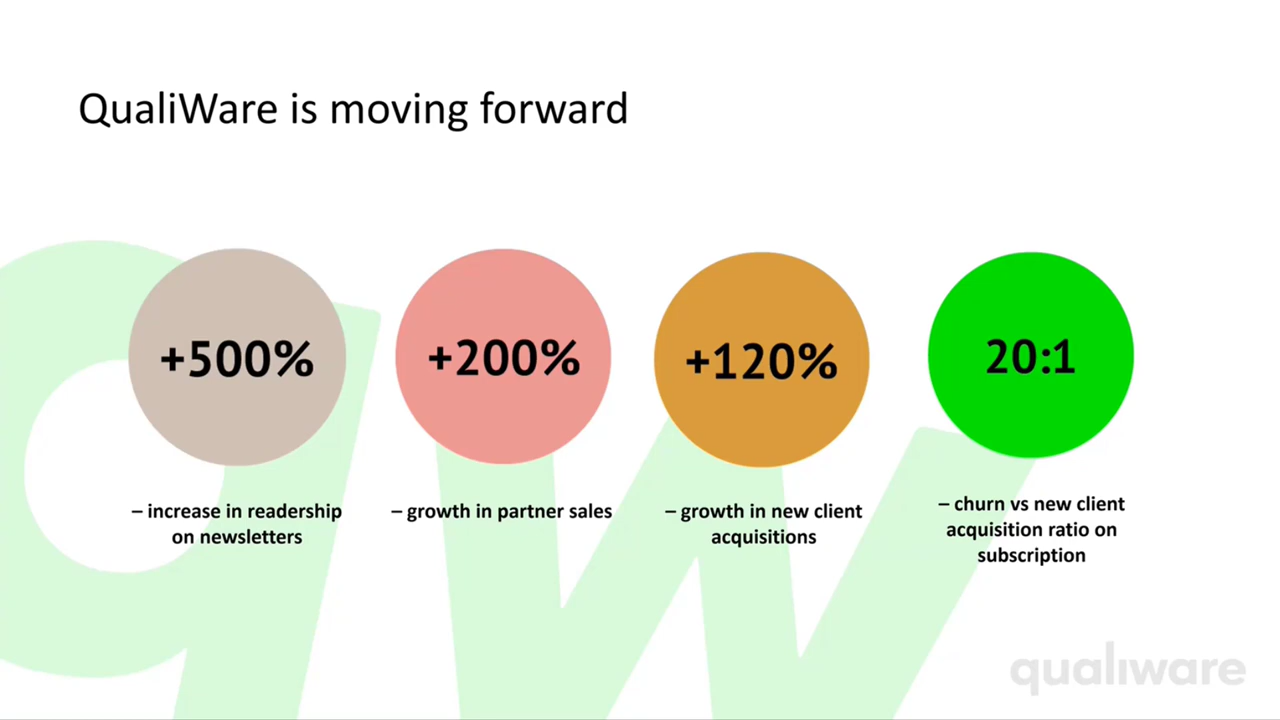 QualiWare is moving forward
+500%
+200%
+120%
20:1
– increase in readership
on newsletters
– growth in partner sales
– growth in new client
acquisitions
– churn vs new client
acquisition ratio on
subscription
qw
qualiware